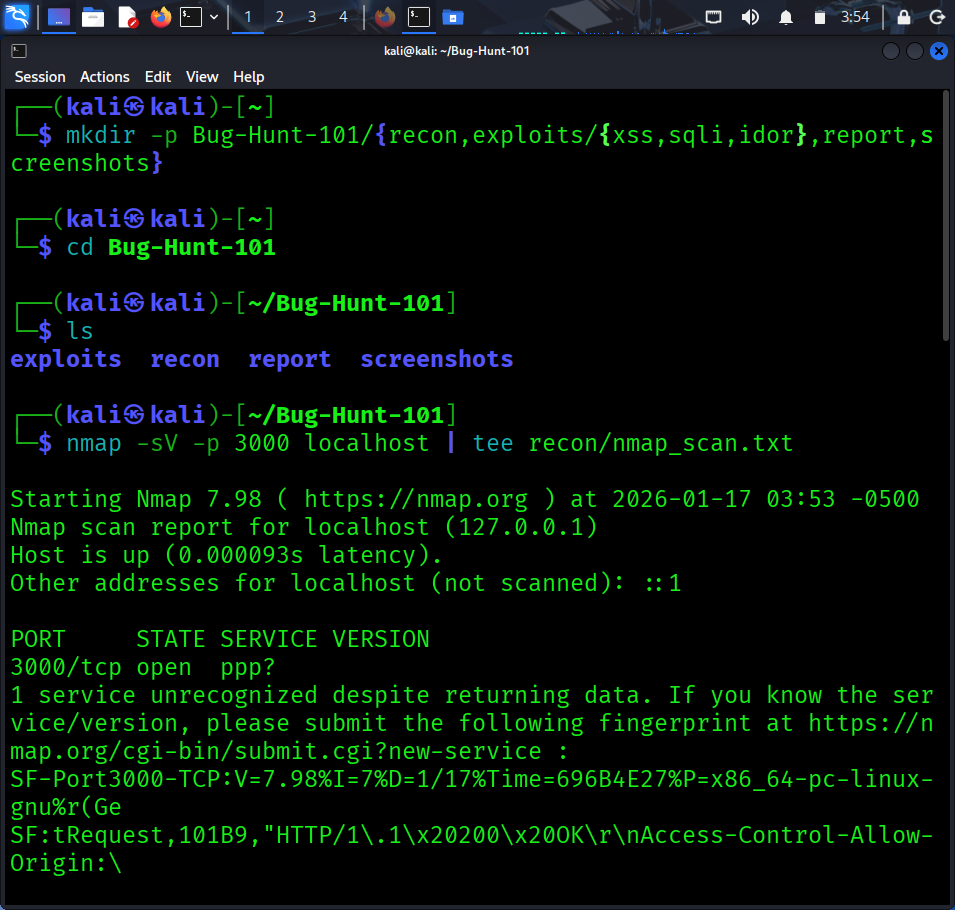 1 2 3 4 3:54
kali@kali: ~/Bug-Hunt-101
Session Actions Edit View Help
┌──(kali㉿kali)-[~]
└─$ mkdir -p Bug-Hunt-101/{recon,exploits/{xss,sqli,idor},report,s
creenshots}
┌──(kali㉿kali)-[~]
└─$ cd Bug-Hunt-101
┌──(kali㉿kali)-[~/Bug-Hunt-101]
└─$ ls
exploits recon report screenshots
┌──(kali㉿kali)-[~/Bug-Hunt-101]
└─$ nmap -sV -p 3000 localhost | tee recon/nmap_scan.txt
Starting Nmap 7.98 ( https://nmap.org ) at 2026-01-17 03:53 -0500
Nmap scan report for localhost (127.0.0.1)
Host is up (0.000093s latency).
Other addresses for localhost (not scanned): ::1
PORT STATE SERVICE VERSION
3000/tcp open ppp?
1 service unrecognized despite returning data. If you know the ser
vice/version, please submit the following fingerprint at https://n
map.org/cgi-bin/submit.cgi?new-service :
SF-Port3000-TCP:V=7.98%I=7%D=1/17%Time=696B4E27%P=x86_64-pc-linux-
gnu%r(Ge
SF:tRequest,101B9,"HTTP/1\.1\x20200\x20OK\r\nAccess-Control-Allow-
Origin:\